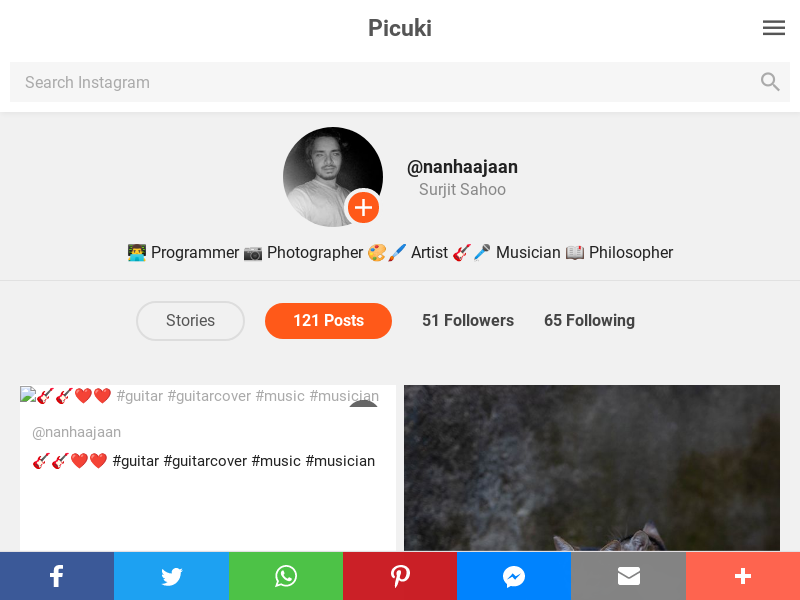 Picuki
Search Instagram
@nanhaajaan
Surjit Sahoo
👨‍💻 Programmer 📷 Photographer 🎨🖌️ Artist 🎸🎤 Musician 📖 Philosopher
Stories
121 Posts
51 Followers
65 Following
🎸🎸❤️❤️ #guitar #guitarcover #music #musician
@nanhaajaan
🎸🎸❤️❤️ #guitar #guitarcover #music #musician